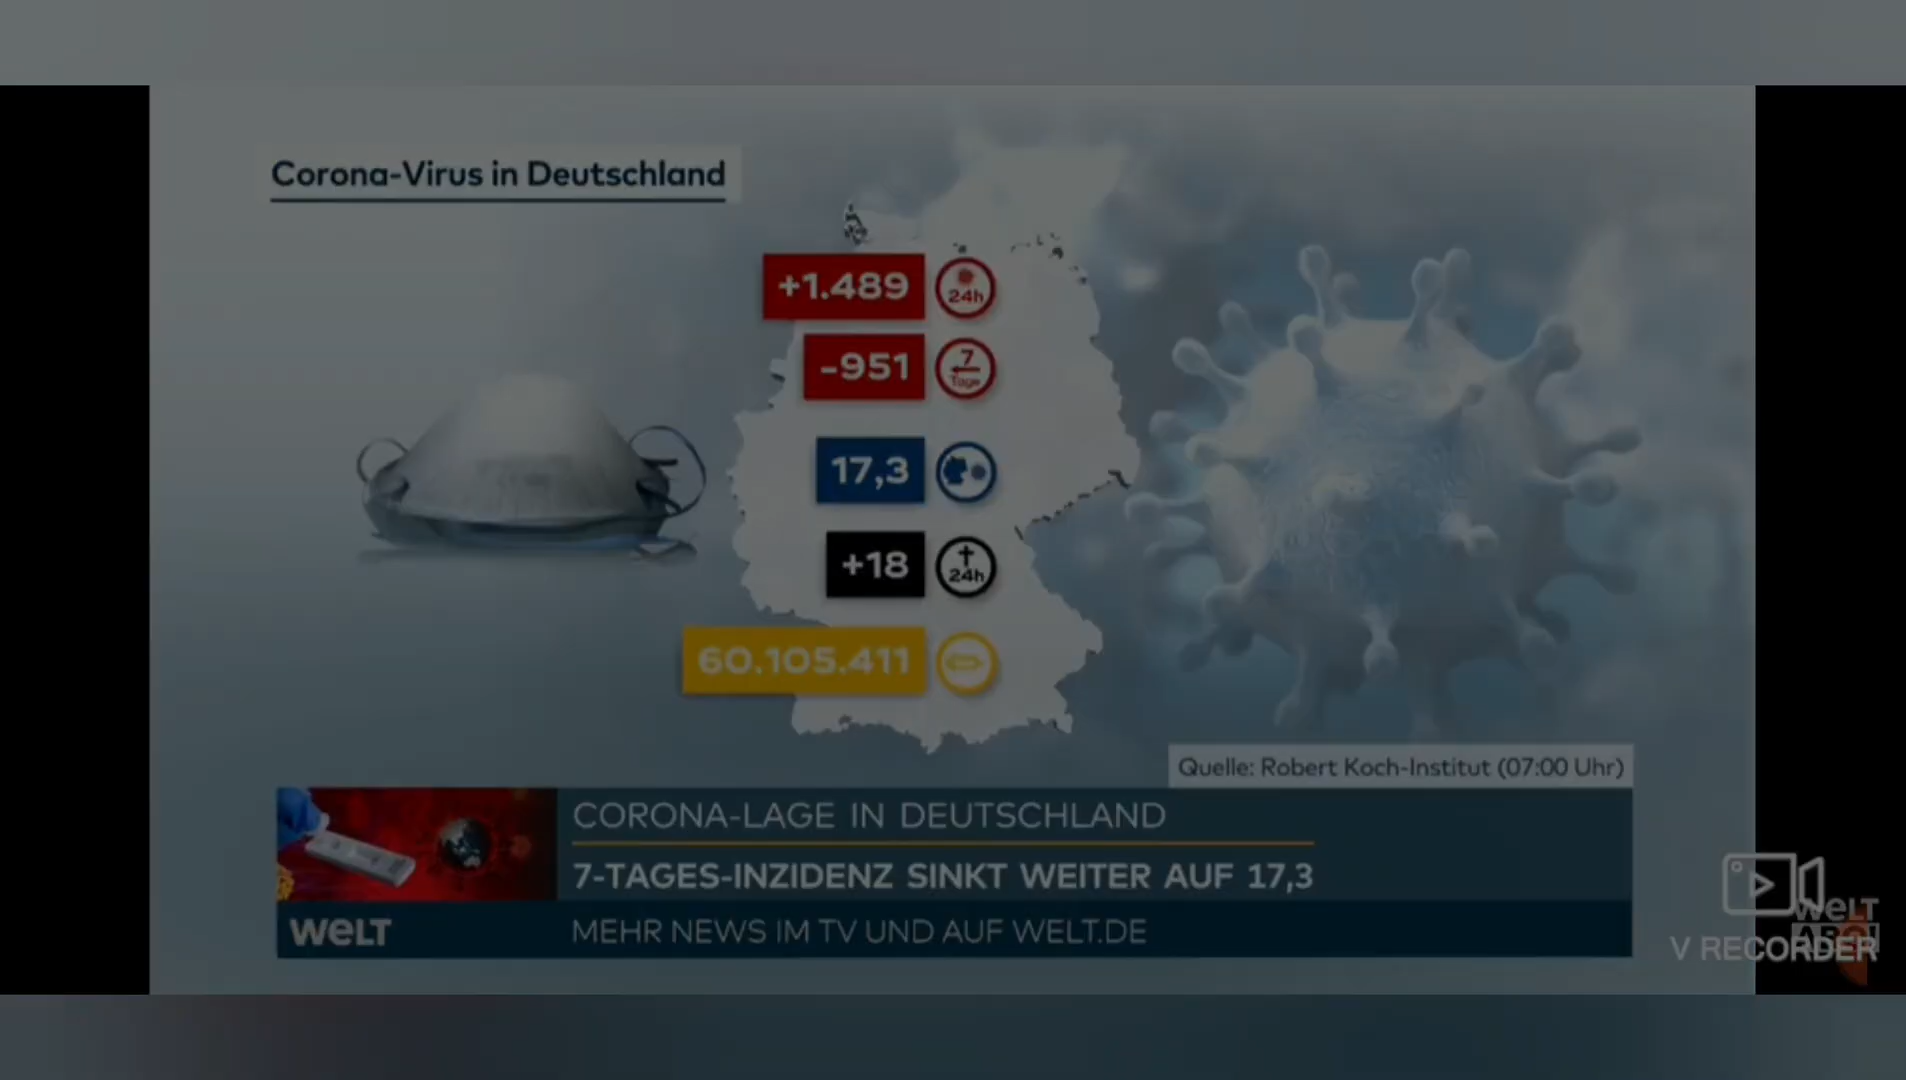 Corona-Virus in Deutschland
+1.489
24h
-951
7
Tage
17,3
+18
24h
60.105.411
Quelle: Robert Koch-Institut (07:00 Uhr)
CORONA-LAGE IN DEUTSCHLAND
7-TAGES-INZIDENZ SINKT WEITER AUF 17,3
WELT
MEHR NEWS IM TV UND AUF WELT.DE
WELT
V RECORDER